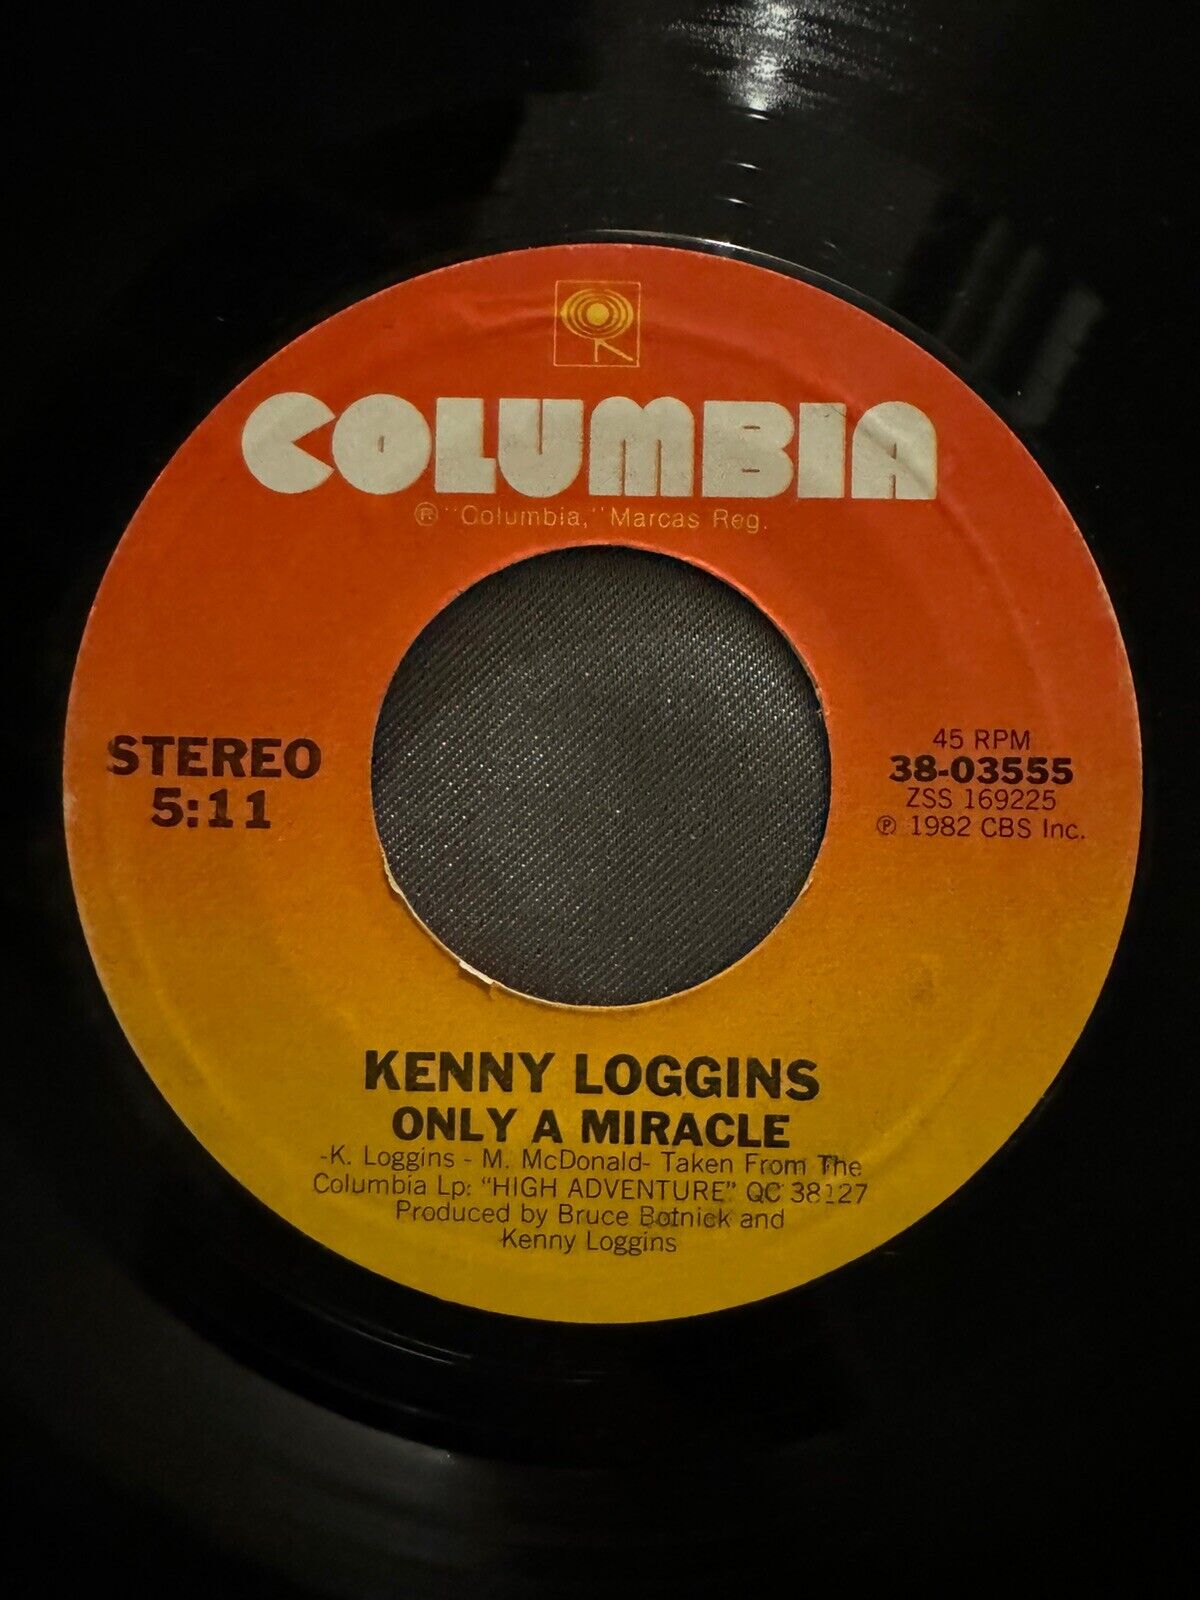 COLUMBIA
® "Columbia," Marcas Reg.
STEREO
5:11
45 RPM
38-03555
ZSS 169225
℗ 1982 CBS Inc.
KENNY LOGGINS
ONLY A MIRACLE
-K. Loggins - M. McDonald- Taken From The
Columbia Lp: "HIGH ADVENTURE" QC 38127
Produced by Bruce Botnick and
Kenny Loggins